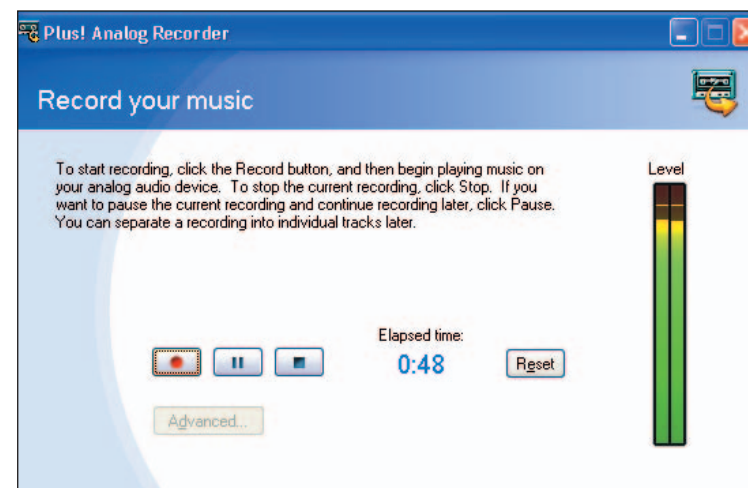 Plus! Analog Recorder
Record your music
To start recording, click the Record button, and then begin playing music on
your analog audio device. To stop the current recording, click Stop. If you
want to pause the current recording and continue recording later, click Pause.
You can separate a recording into individual tracks later.
Level
Elapsed time:
0:48
Reset
Advanced...